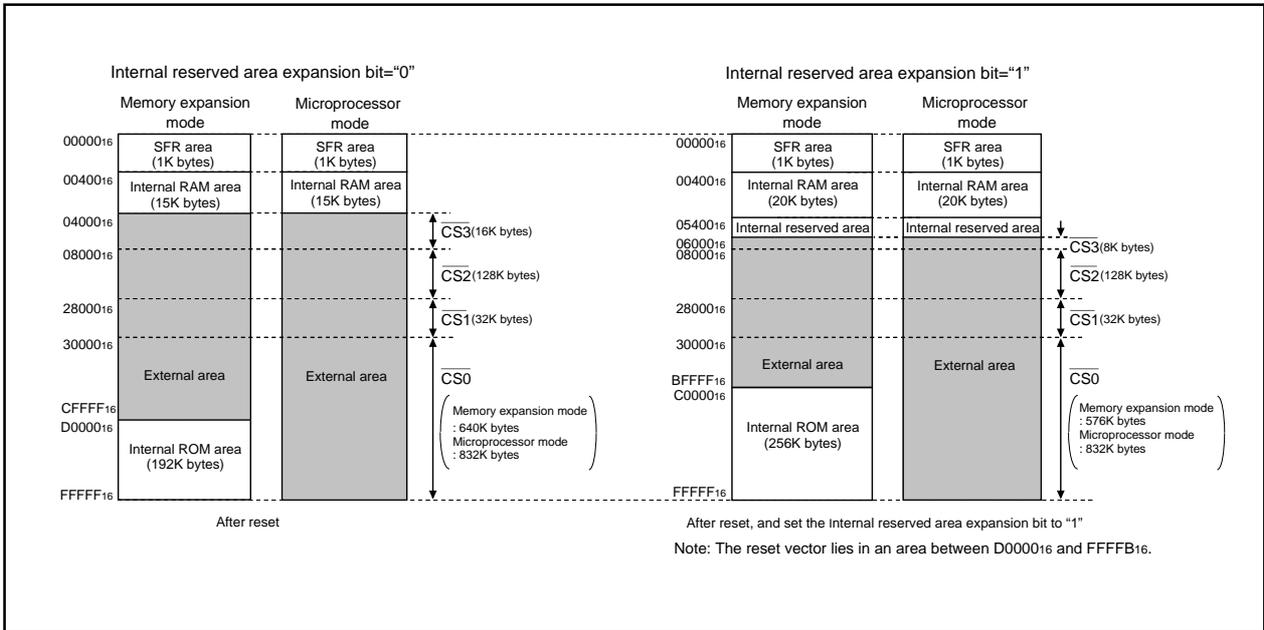 Internal reserved area expansion bit=“0”
Memory expansion
mode
Microprocessor
mode
0000016
0040016
0400016
0800016
2800016
3000016
CFFFF16
D000016
FFFFF16
SFR area
(1K bytes)
Internal RAM area
(15K bytes)
External area
Internal ROM area
(192K bytes)
SFR area
(1K bytes)
Internal RAM area
(15K bytes)
External area
CS3(16K bytes)
CS2(128K bytes)
CS1(32K bytes)
CS0
Memory expansion mode
: 640K bytes
Microprocessor mode
: 832K bytes
After reset
Internal reserved area expansion bit=“1”
Memory expansion
mode
Microprocessor
mode
0000016
0040016
0540016
0600016
0800016
2800016
3000016
BFFFF16
C000016
FFFFF16
SFR area
(1K bytes)
Internal RAM area
(20K bytes)
Internal reserved area
External area
Internal ROM area
(256K bytes)
SFR area
(1K bytes)
Internal RAM area
(20K bytes)
Internal reserved area
External area
CS3(8K bytes)
CS2(128K bytes)
CS1(32K bytes)
CS0
Memory expansion mode
: 576K bytes
Microprocessor mode
: 832K bytes
After reset, and set the Internal reserved area expansion bit to “1”
Note: The reset vector lies in an area between D000016 and FFFFB16.